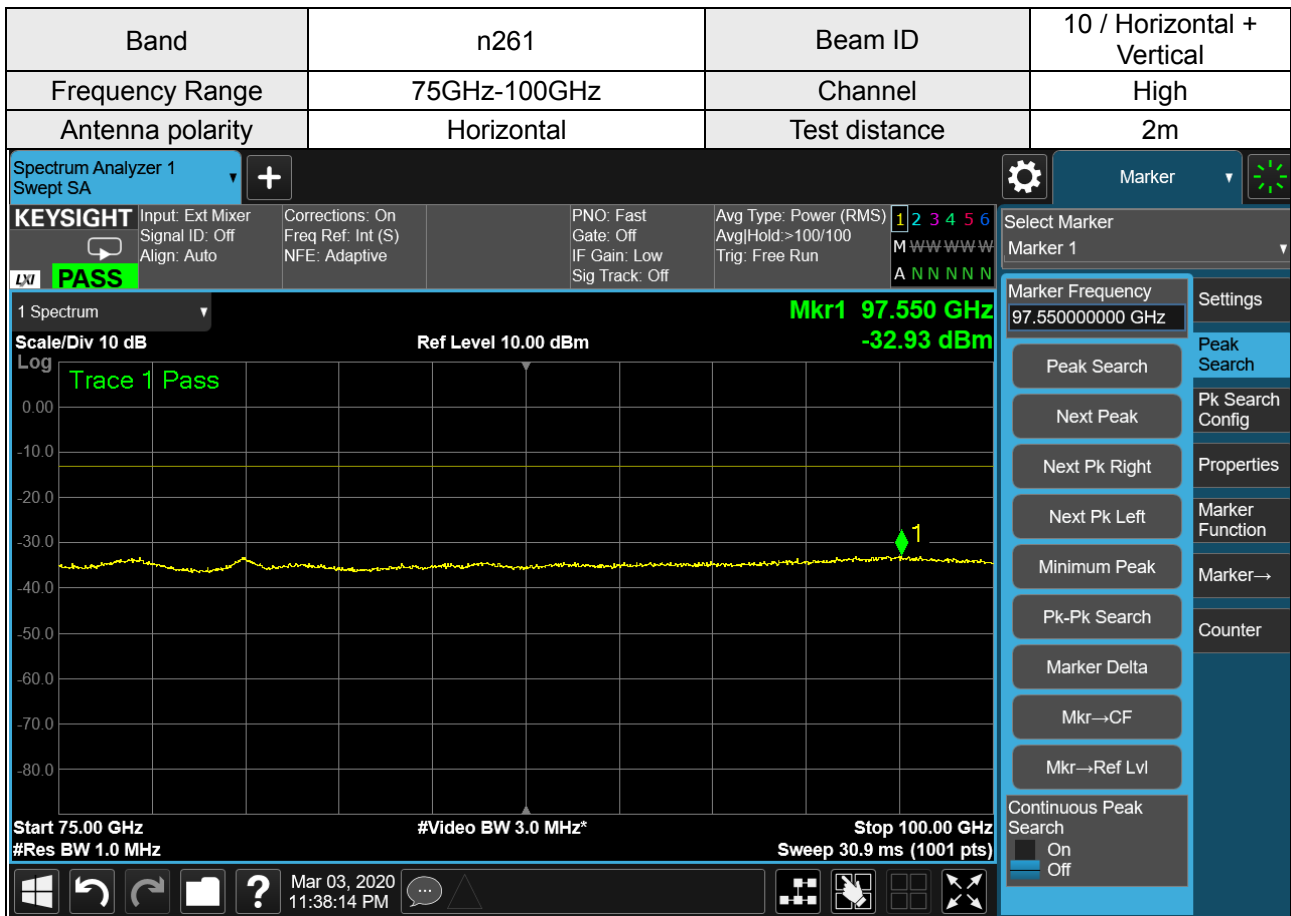 Band n261 Beam ID 10 / Horizontal + Vertical
Frequency Range 75GHz-100GHz Channel High
Antenna polarity Horizontal Test distance 2m
Spectrum Analyzer 1
Swept SA
+
Marker
KEYSIGHT
LXI PASS
Input: Ext Mixer
Signal ID: Off
Align: Auto
Corrections: On
Freq Ref: Int (S)
NFE: Adaptive
PNO: Fast
Gate: Off
IF Gain: Low
Sig Track: Off
Avg Type: Power (RMS)
Avg|Hold:>100/100
Trig: Free Run
1 2 3 4 5 6
M W W W W W
A N N N N N
Select Marker
Marker 1
1 Spectrum
Mkr1 97.550 GHz
-32.93 dBm
Scale/Div 10 dB
Ref Level 10.00 dBm
Log
Trace 1 Pass
0.00
-10.0
-20.0
-30.0
-40.0
-50.0
-60.0
-70.0
-80.0
1
Start 75.00 GHz
#Res BW 1.0 MHz
#Video BW 3.0 MHz*
Stop 100.00 GHz
Sweep 30.9 ms (1001 pts)
Marker Frequency
97.550000000 GHz
Peak Search
Next Peak
Next Pk Right
Next Pk Left
Minimum Peak
Pk-Pk Search
Marker Delta
Mkr→CF
Mkr→Ref Lvl
Continuous Peak
Search
On
Off
Settings
Peak
Search
Pk Search
Config
Properties
Marker
Function
Marker→
Counter
?
Mar 03, 2020
11:38:14 PM